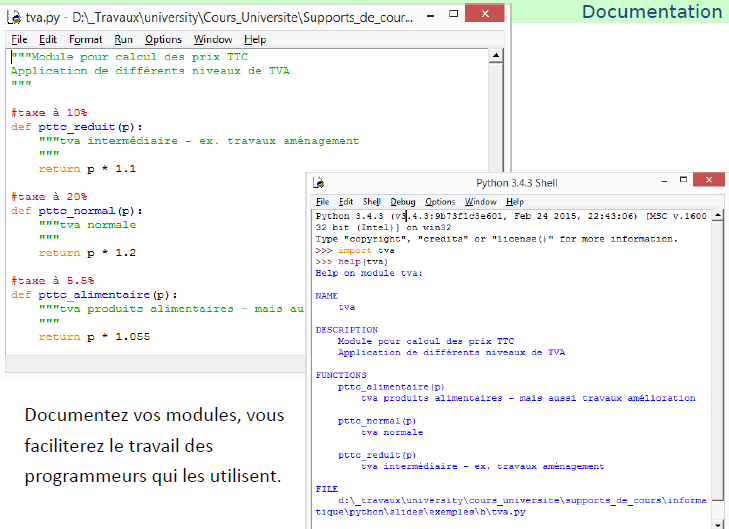 Documentation
tva.py - D:\_Travaux\university\Cours_Universite\Supports_de_cour...
File Edit Format Run Options Window Help
"""Module pour calcul des prix TTC
Application de différents niveaux de TVA
"""
#taxe à 10%
def pttc_reduit(p):
"""tva intermédiaire - ex. travaux aménagement
"""
return p * 1.1
#taxe à 20%
def pttc_normal(p):
"""tva normale
"""
return p * 1.2
#taxe à 5.5%
def pttc_alimentaire(p):
"""tva produits alimentaires - mais au
"""
return p * 1.055
Python 3.4.3 Shell
File Edit Shell Debug Options Window Help
Python 3.4.3 (v3.4.3:9b73f1c3e601, Feb 24 2015, 22:43:06) [MSC v.1600
32 bit (Intel)] on win32
Type "copyright", "credits" or "license()" for more information.
>>> import tva
>>> help(tva)
Help on module tva:
NAME
tva
DESCRIPTION
Module pour calcul des prix TTC
Application de différents niveaux de TVA
FUNCTIONS
pttc_alimentaire(p)
tva produits alimentaires - mais aussi travaux amélioration
pttc_normal(p)
tva normale
pttc_reduit(p)
tva intermédiaire - ex. travaux aménagement
FILE
d:\_travaux\university\cours_universite\supports_de_cours\informa
tique\python\slides\exemples\b\tva.py
Documentez vos modules, vous
faciliterez le travail des
programmeurs qui les utilisent.